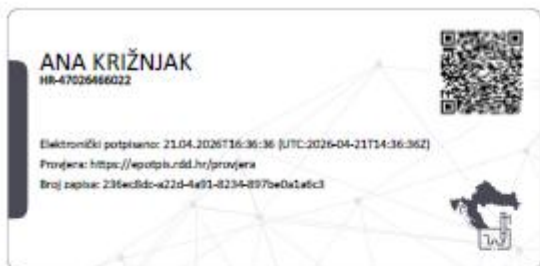 ANA KRIŽNJAK
HR-47026466022
Elektronički potpisano: 21.04.2026T16:36:36 (UTC:2026-04-21T14:36:36Z)
Provjera: https://epotpis.rdd.hr/provjera
Broj zapisa: 236ec8dc-a22d-4a91-8234-897be0a1a6c3